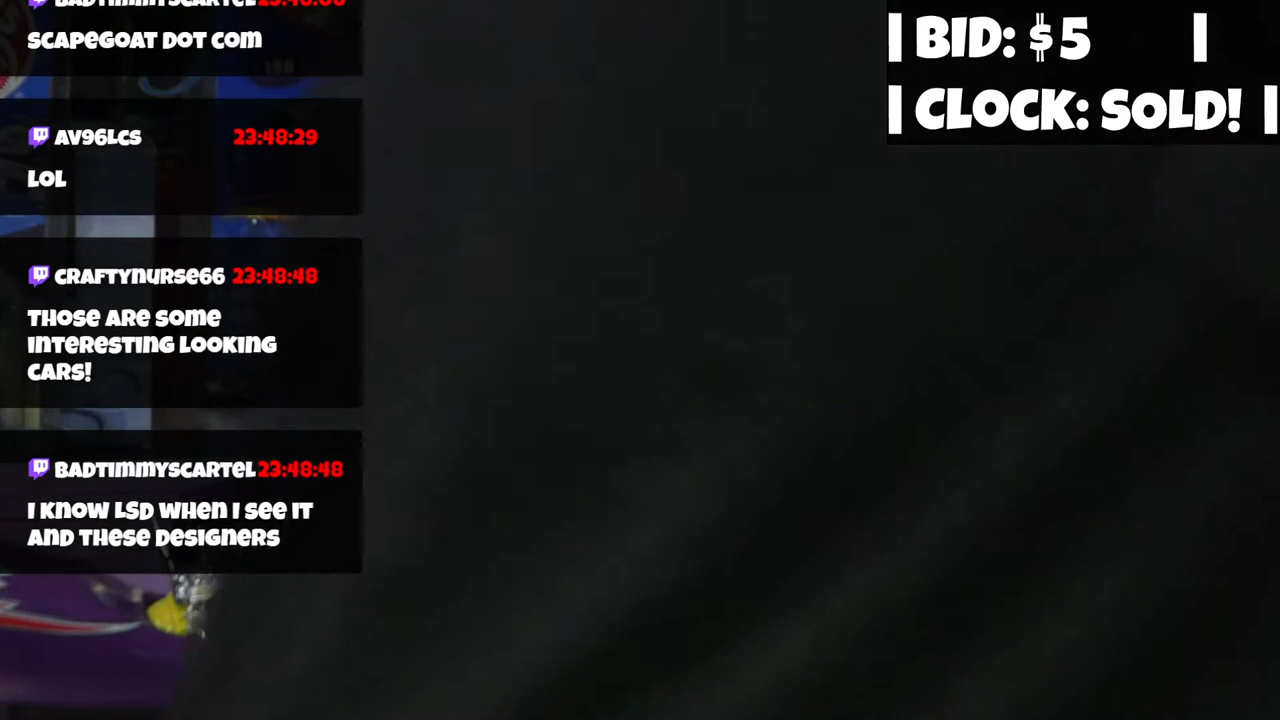 BADTIMMYSCARTEL
SCAPEGOAT DOT COM
AV96LCS 23:48:29
LOL
CRAFTYNURSE66 23:48:48
THOSE ARE SOME
INTERESTING LOOKING
CARS!
BADTIMMYSCARTEL 23:48:48
I KNOW LSD WHEN I SEE IT
AND THESE DESIGNERS
| BID: $5 |
| CLOCK: SOLD! |